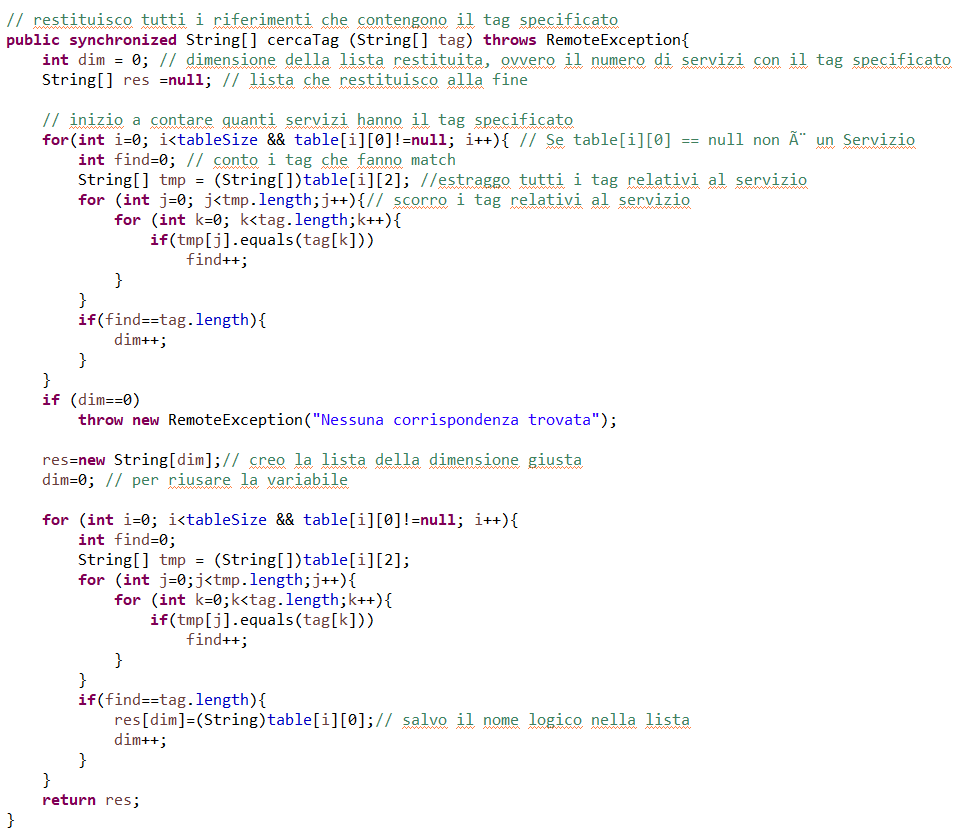 // restituisco tutti i riferimenti che contengono il tag specificato
public synchronized String[] cercaTag (String[] tag) throws RemoteException{
    int dim = 0; // dimensione della lista restituita, ovvero il numero di servizi con il tag specificato
    String[] res =null; // lista che restituisco alla fine

    // inizio a contare quanti servizi hanno il tag specificato
    for(int i=0; i<tableSize && table[i][0]!=null; i++){ // Se table[i][0] == null non Ã¨ un Servizio
        int find=0; // conto i tag che fanno match
        String[] tmp = (String[])table[i][2]; //estraggo tutti i tag relativi al servizio
        for (int j=0; j<tmp.length;j++){// scorro i tag relativi al servizio
            for (int k=0; k<tag.length;k++){
                if(tmp[j].equals(tag[k]))
                    find++;
            }
        }
        if(find==tag.length){
            dim++;
        }
    }
    if (dim==0)
        throw new RemoteException("Nessuna corrispondenza trovata");

    res=new String[dim];// creo la lista della dimensione giusta
    dim=0; // per riusare la variabile

    for (int i=0; i<tableSize && table[i][0]!=null; i++){
        int find=0;
        String[] tmp = (String[])table[i][2];
        for (int j=0;j<tmp.length;j++){
            for (int k=0;k<tag.length;k++){
                if(tmp[j].equals(tag[k]))
                    find++;
            }
        }
        if(find==tag.length){
            res[dim]=(String)table[i][0];// salvo il nome logico nella lista
            dim++;
        }
    }
    return res;
}